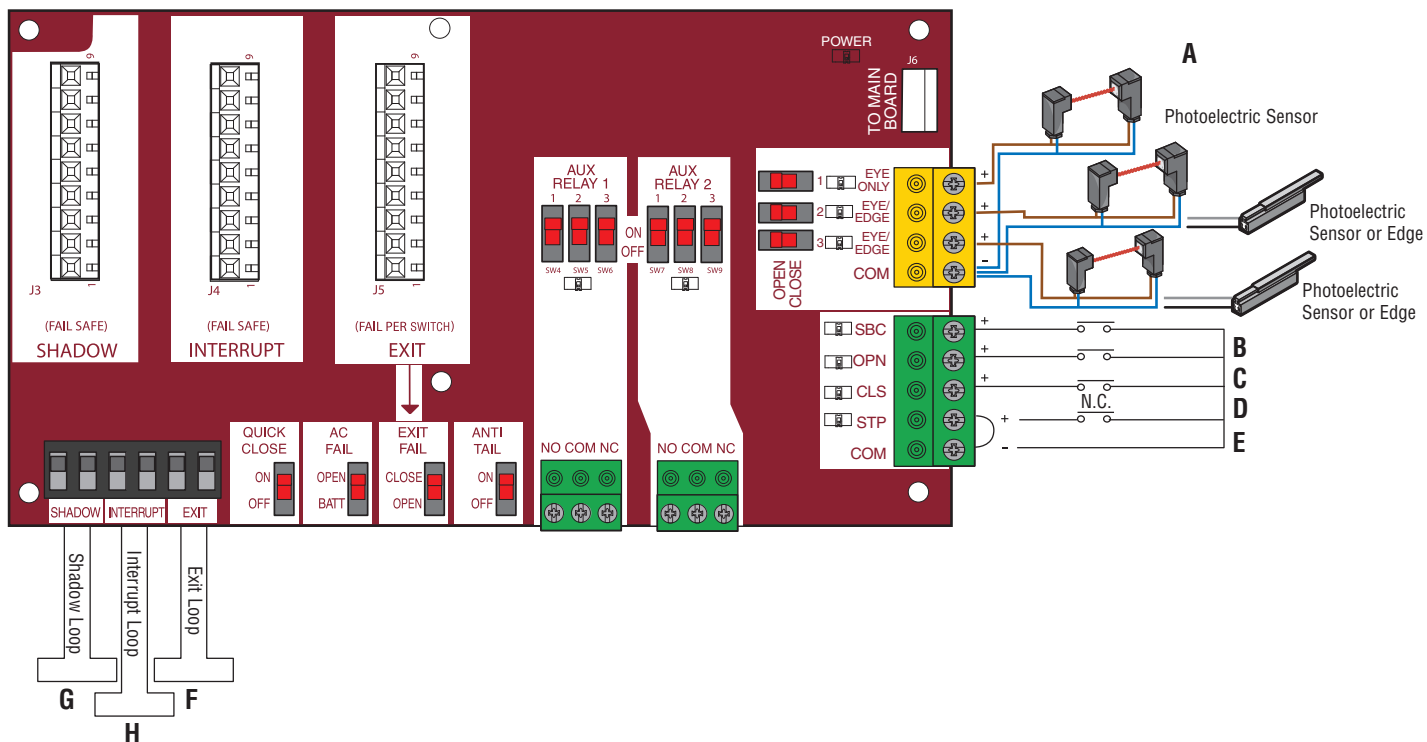 POWER
J6
TO MAIN
BOARD
A
Photoelectric Sensor
Photoelectric
Sensor or Edge
Photoelectric
Sensor or Edge
9
1
J3
(FAIL SAFE)
SHADOW
9
1
J4
(FAIL SAFE)
INTERRUPT
9
1
J5
(FAIL PER SWITCH)
EXIT
AUX
RELAY 1
1 2 3
SW4 SW5 SW6
ON
OFF
AUX
RELAY 2
1 2 3
SW7 SW8 SW9
1 EYE
ONLY
+
2 EYE/
EDGE
+
3 EYE/
EDGE
+
COM
-
OPEN
CLOSE
SBC
+
B
OPN
+
C
CLS
+
N.C.
D
STP
+
E
COM
-
QUICK
CLOSE
ON
OFF
AC
FAIL
OPEN
BATT
EXIT
FAIL
CLOSE
OPEN
ANTI
TAIL
ON
OFF
NO COM NC
NO COM NC
SHADOW INTERRUPT EXIT
Shadow Loop
Interrupt Loop
Exit Loop
G
F
H